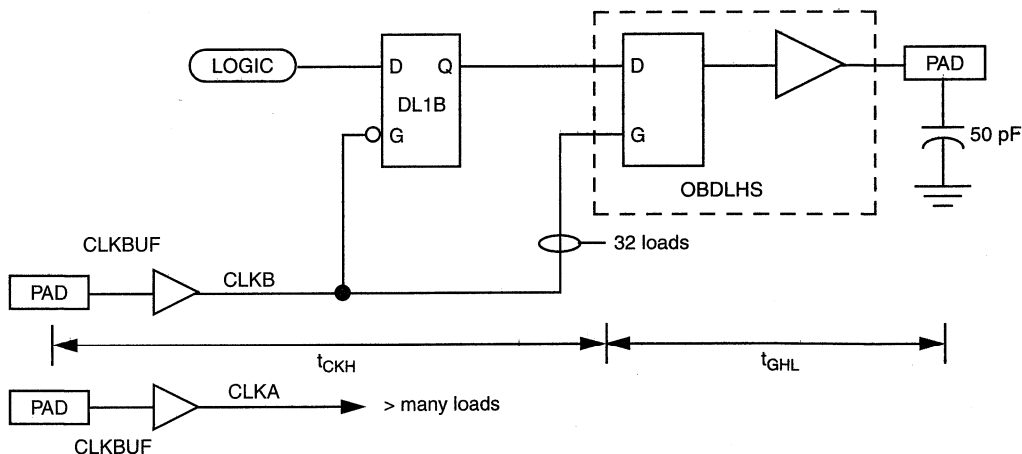 LOGIC
D Q
DL1B
G
D
G
OBDLHS
PAD
50 pF
32 loads
CLKBUF
PAD
CLKB
tCKH
tGHL
PAD
CLKA
> many loads
CLKBUF